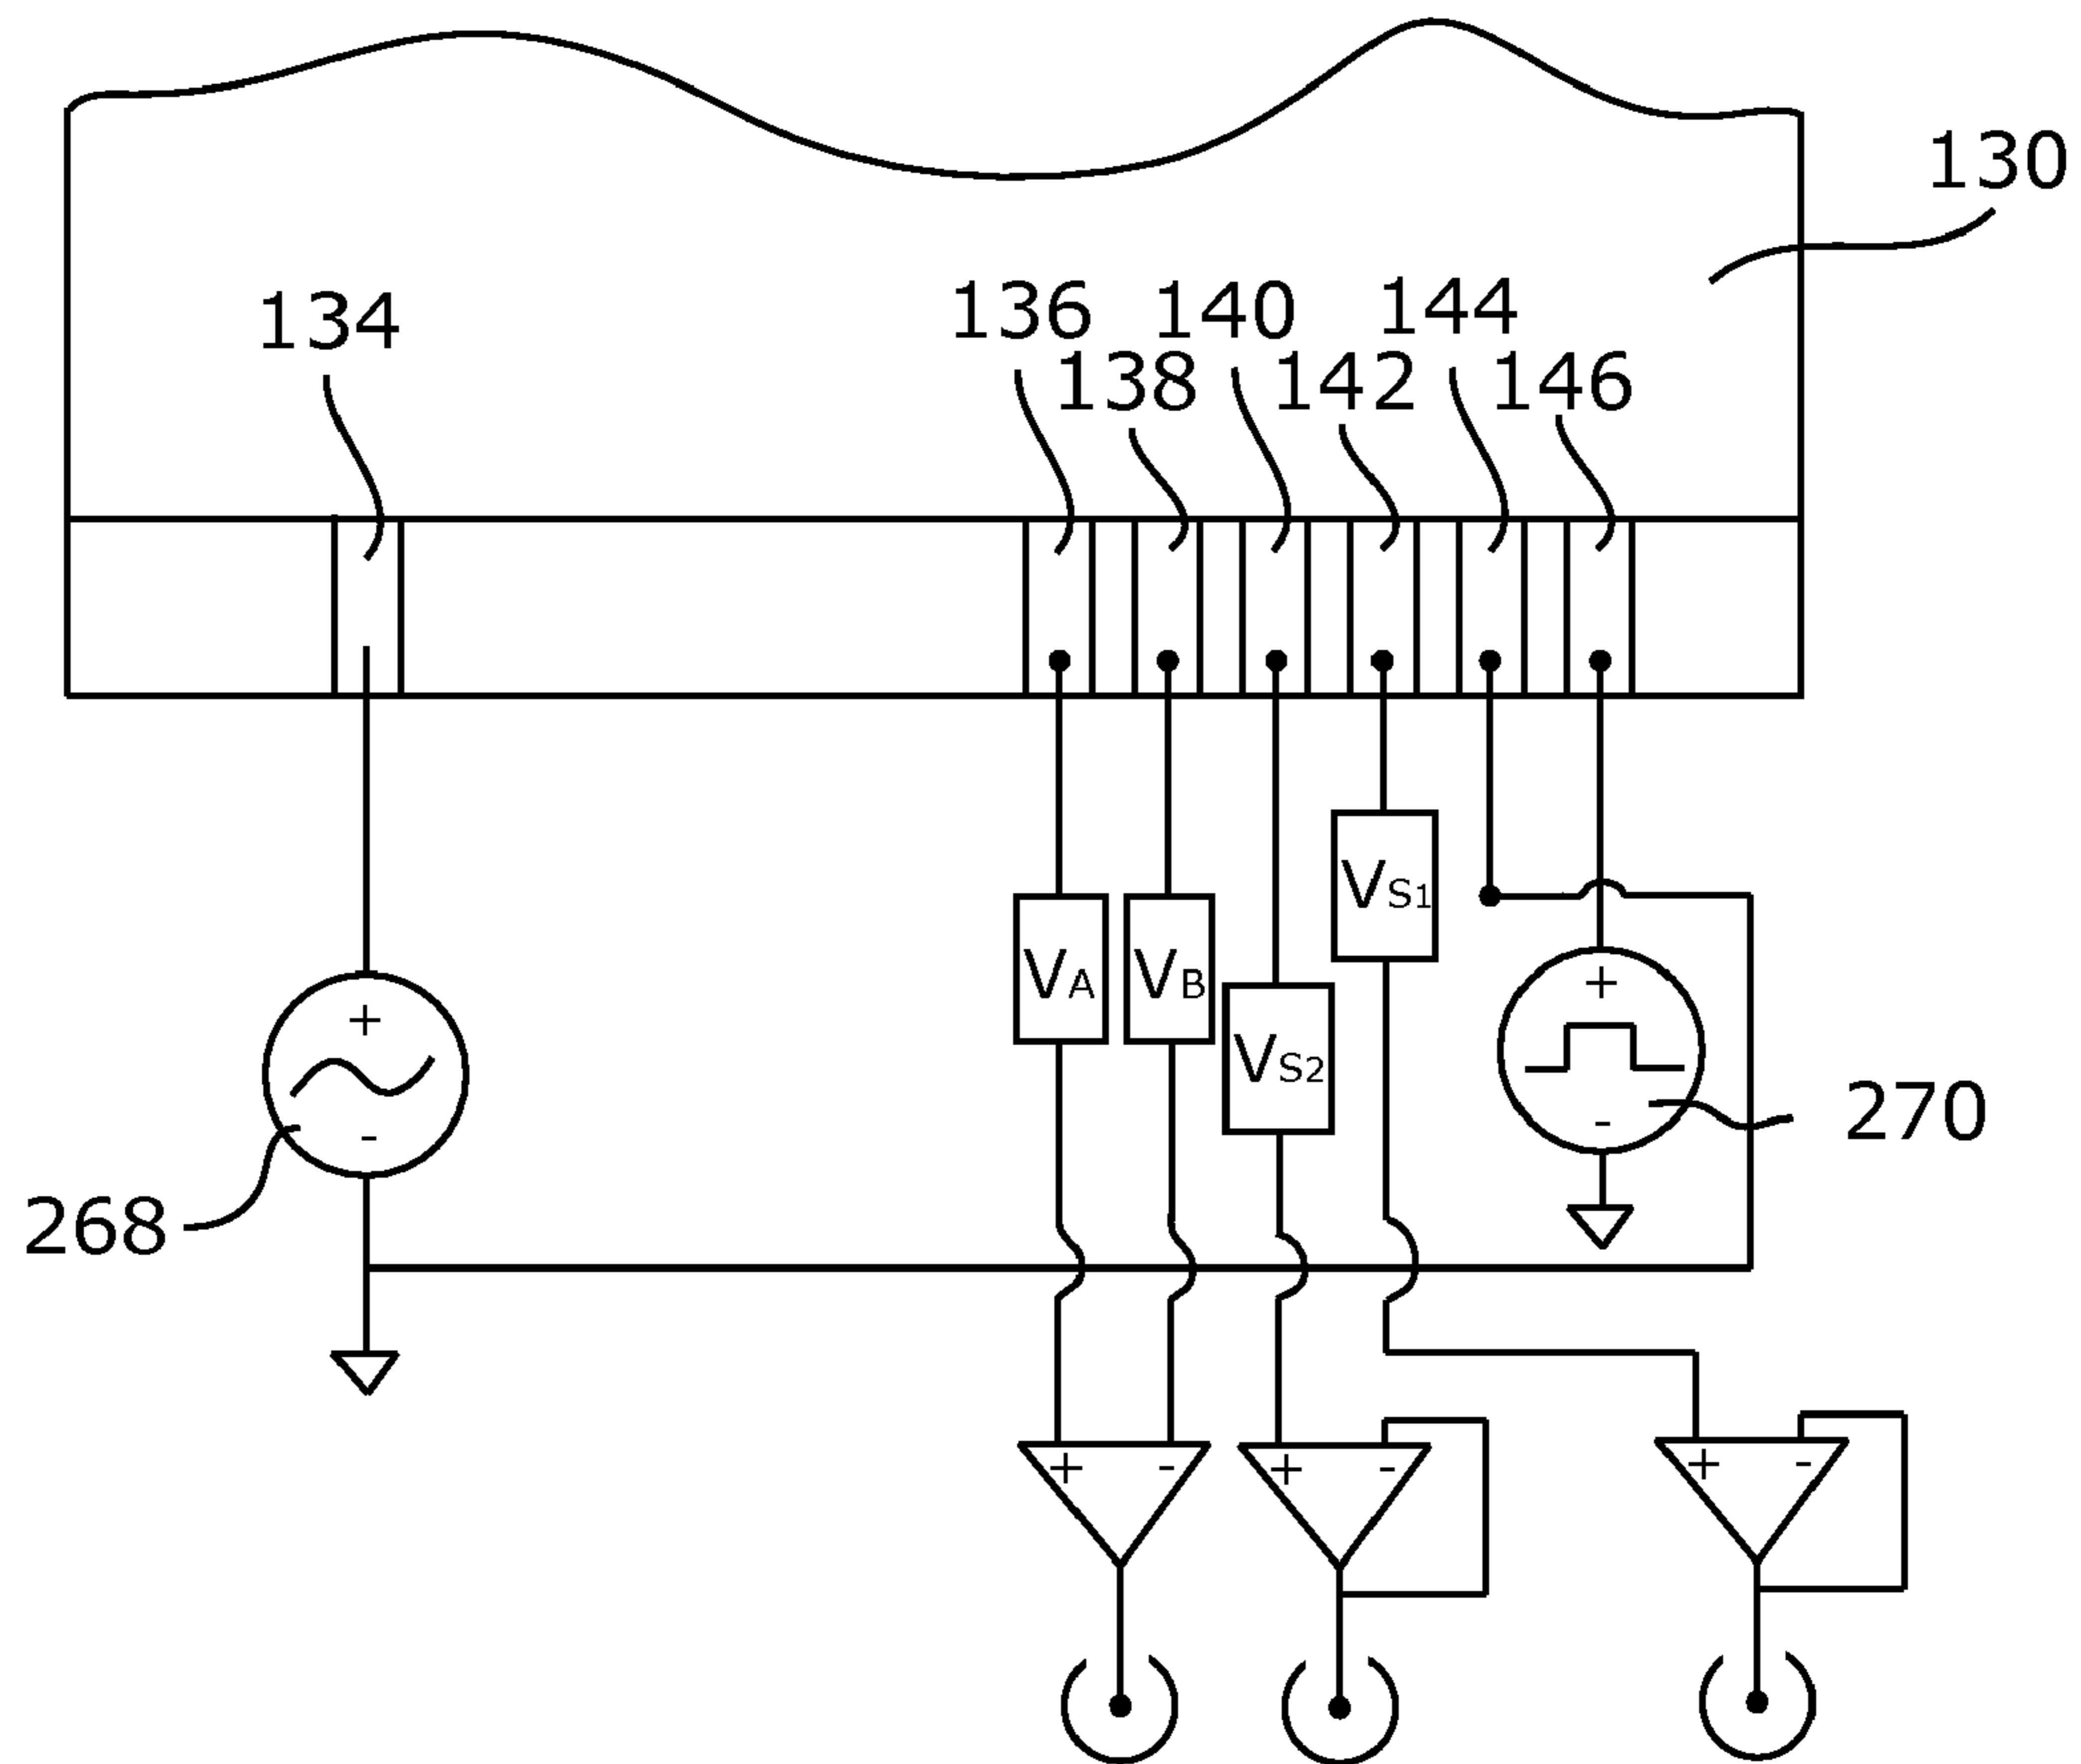 130
134
136 140 144
138 142 146
VS1
VA VB
VS2
+
+
-
-
270
268
+ - + - + -